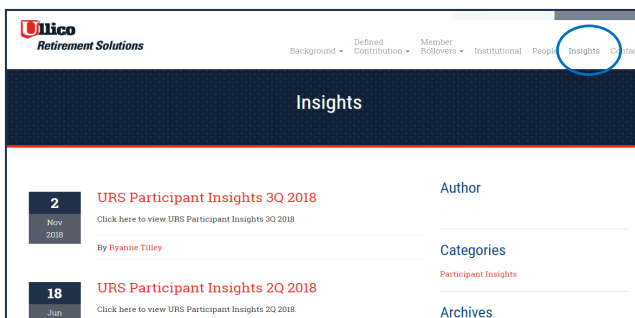 Ullico
Retirement Solutions
Background
Defined
Contribution
Member
Rollovers
Institutional
People
Insights
Contact
Insights
2
Nov
2018
URS Participant Insights 3Q 2018
Click here to view URS Participant Insights 3Q 2018
By Ryanne Tilley
18
Jun
URS Participant Insights 2Q 2018
Click here to view URS Participant Insights 2Q 2018.
Author
Categories
Participant Insights
Archives